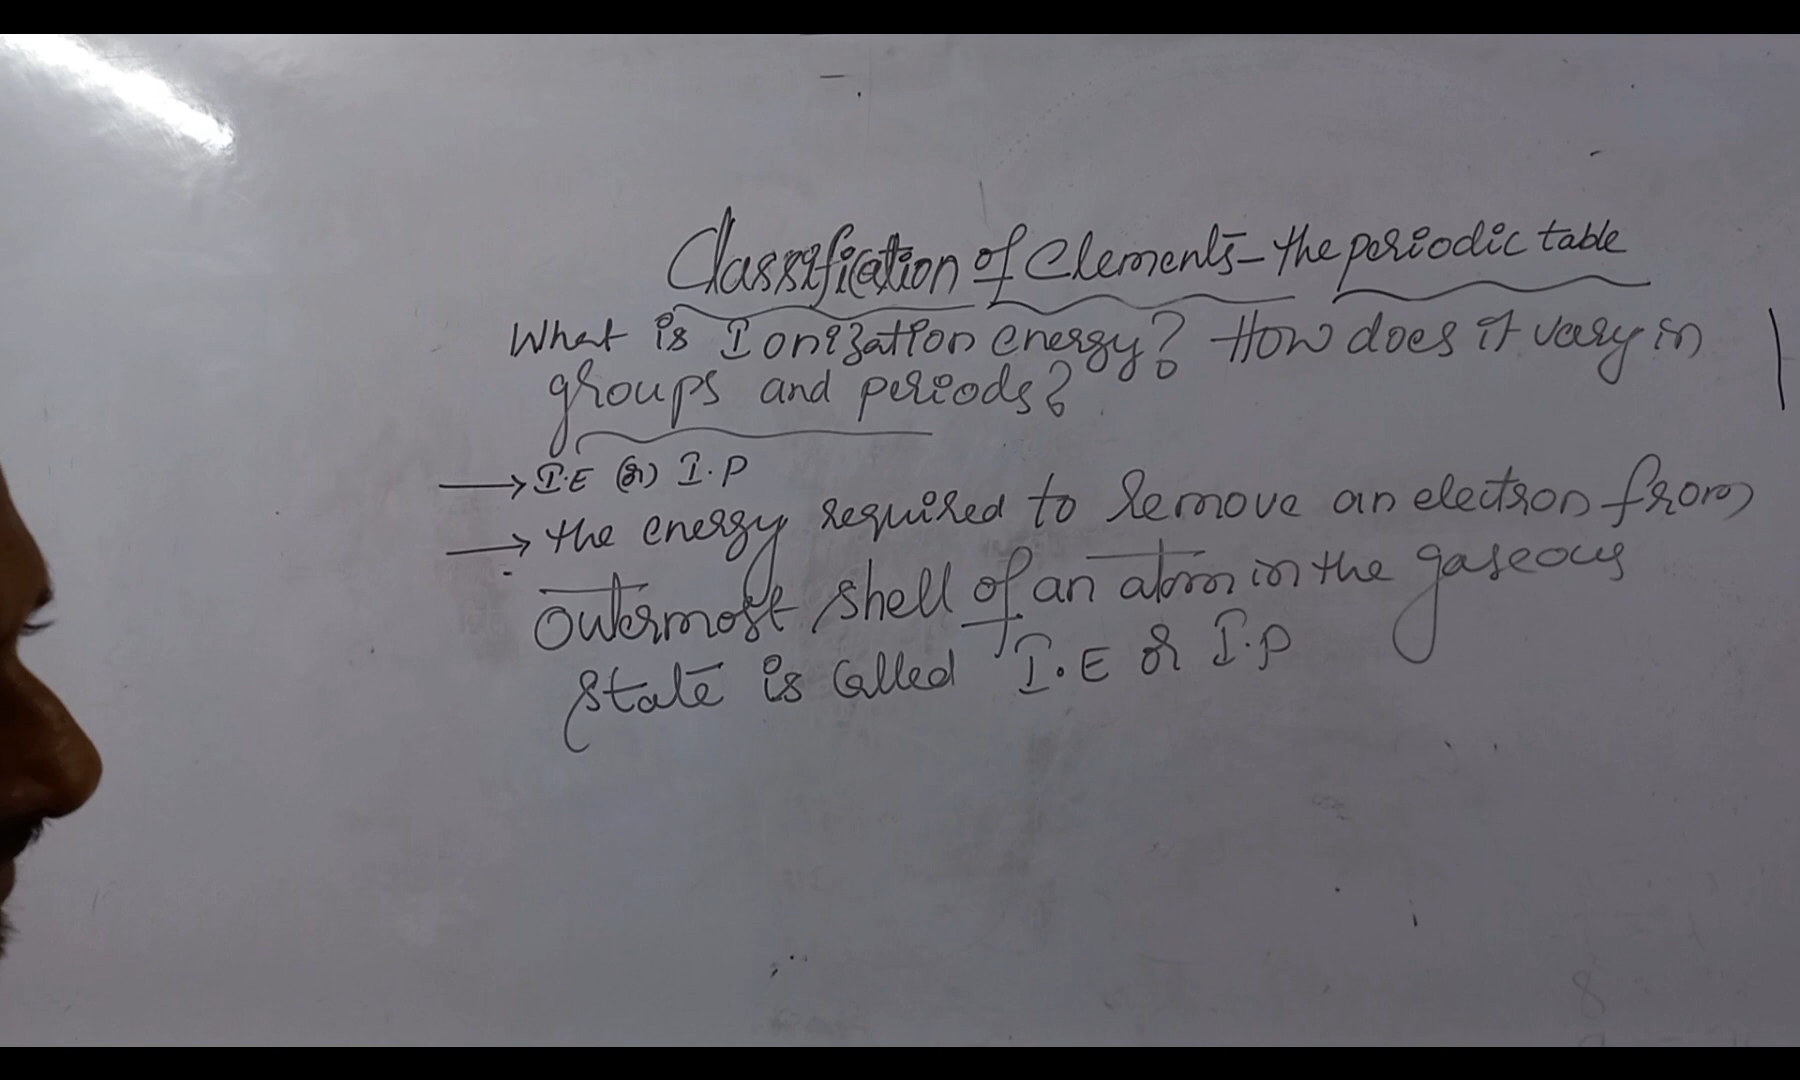 Classification of Elements - the periodic table
What is Ionization energy? How does it vary in
groups and periods?
→ I.E (or) I.P
→ the energy required to remove an electron from
outermost shell of an atom in the gaseous
state is called I.E or I.P